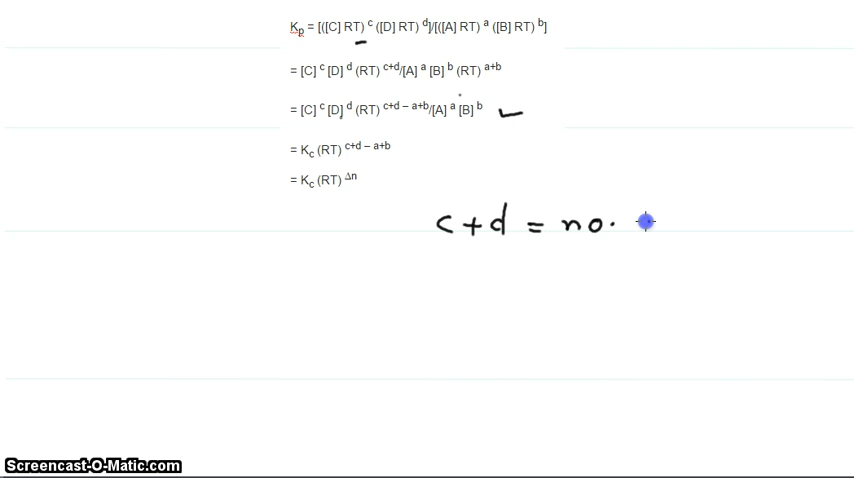 Kp = [([C] RT) c ([D] RT) d]/[([A] RT) a ([B] RT) b]
= [C] c [D] d (RT) c+d/[A] a [B] b (RT) a+b
= [C] c [D] d (RT) c+d – a+b/[A] a [B] b
= Kc (RT) c+d – a+b
= Kc (RT) Δn
c+d = no.
Screencast-O-Matic.com